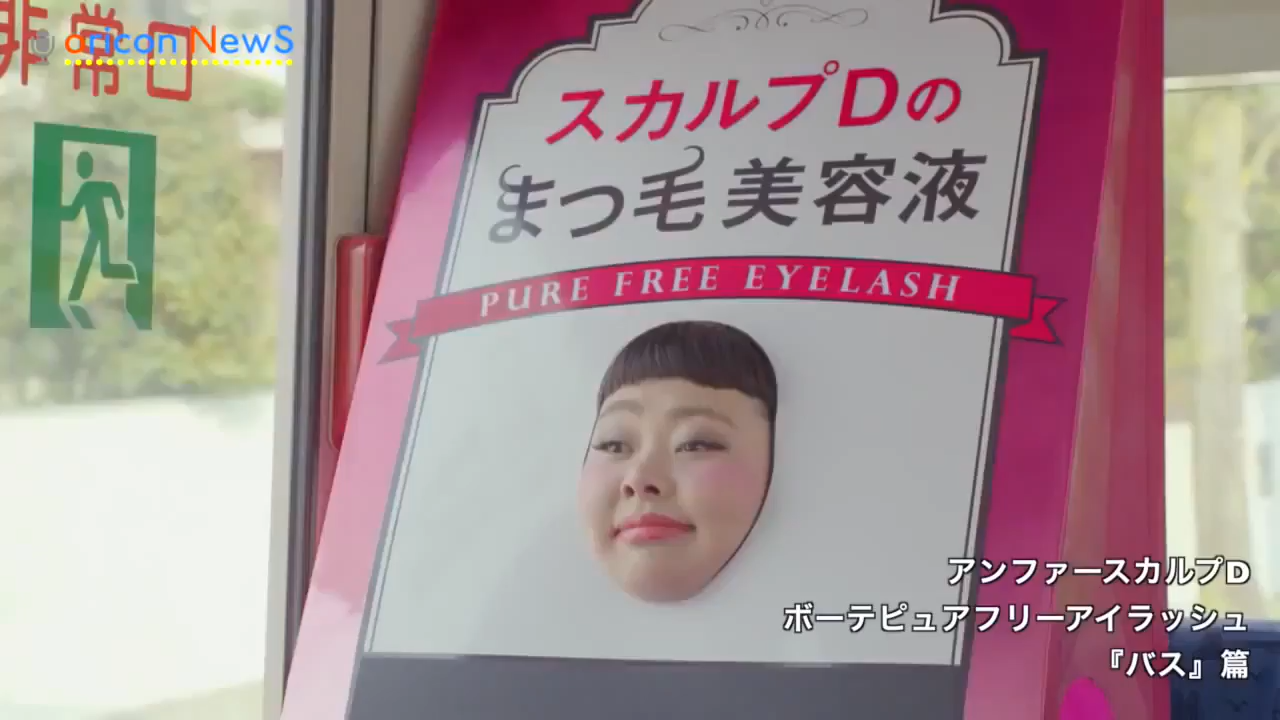 非常口
arican NewS
スカルプDの
まつ毛美容液
PURE FREE EYELASH
アンファースカルプD
ボーテピュアフリーアイラッシュ
『バス』篇